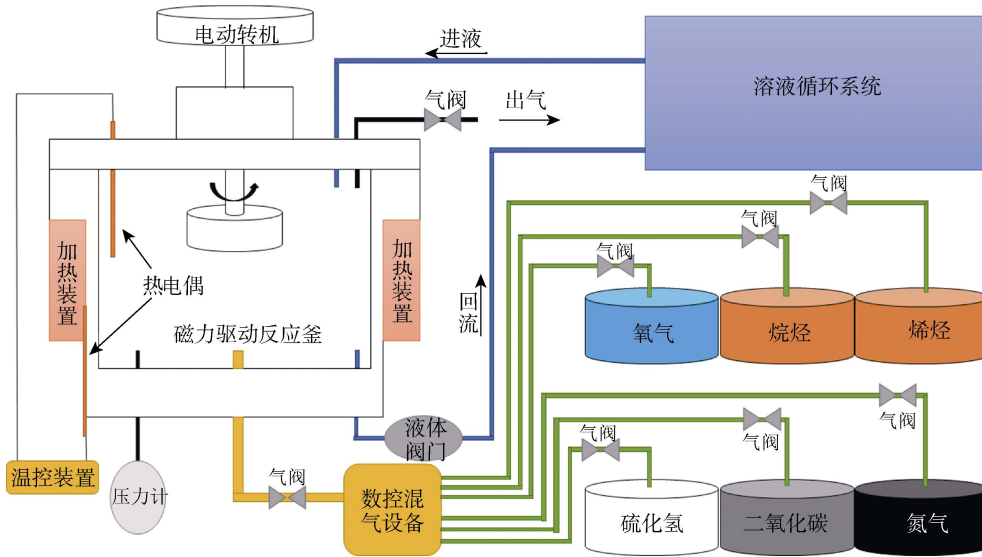 电动转机
进液
溶液循环系统
气阀
出气
气阀
气阀
气阀
加热装置
加热装置
热电偶
回流
氧气
烷烃
烯烃
磁力驱动反应釜
气阀
气阀
气阀
液体
阀门
温控装置
压力计
气阀
数控混
气设备
硫化氢
二氧化碳
氮气